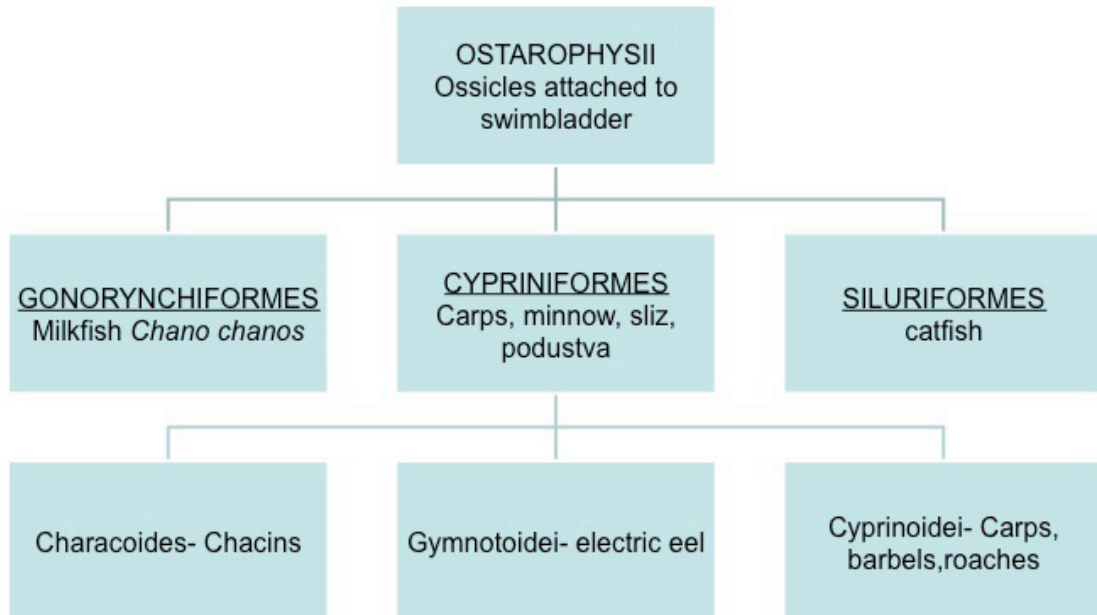 OSTAROPHYSII
Ossicles attached to
swimbladder
GONORYNCHIFORMES
Milkfish Chano chanos
CYPRINIFORMES
Carps, minnow, sliz,
podustva
SILURIFORMES
catfish
Characoides- Chacins
Gymnotoidei- electric eel
Cyprinoidei- Carps,
barbels,roaches